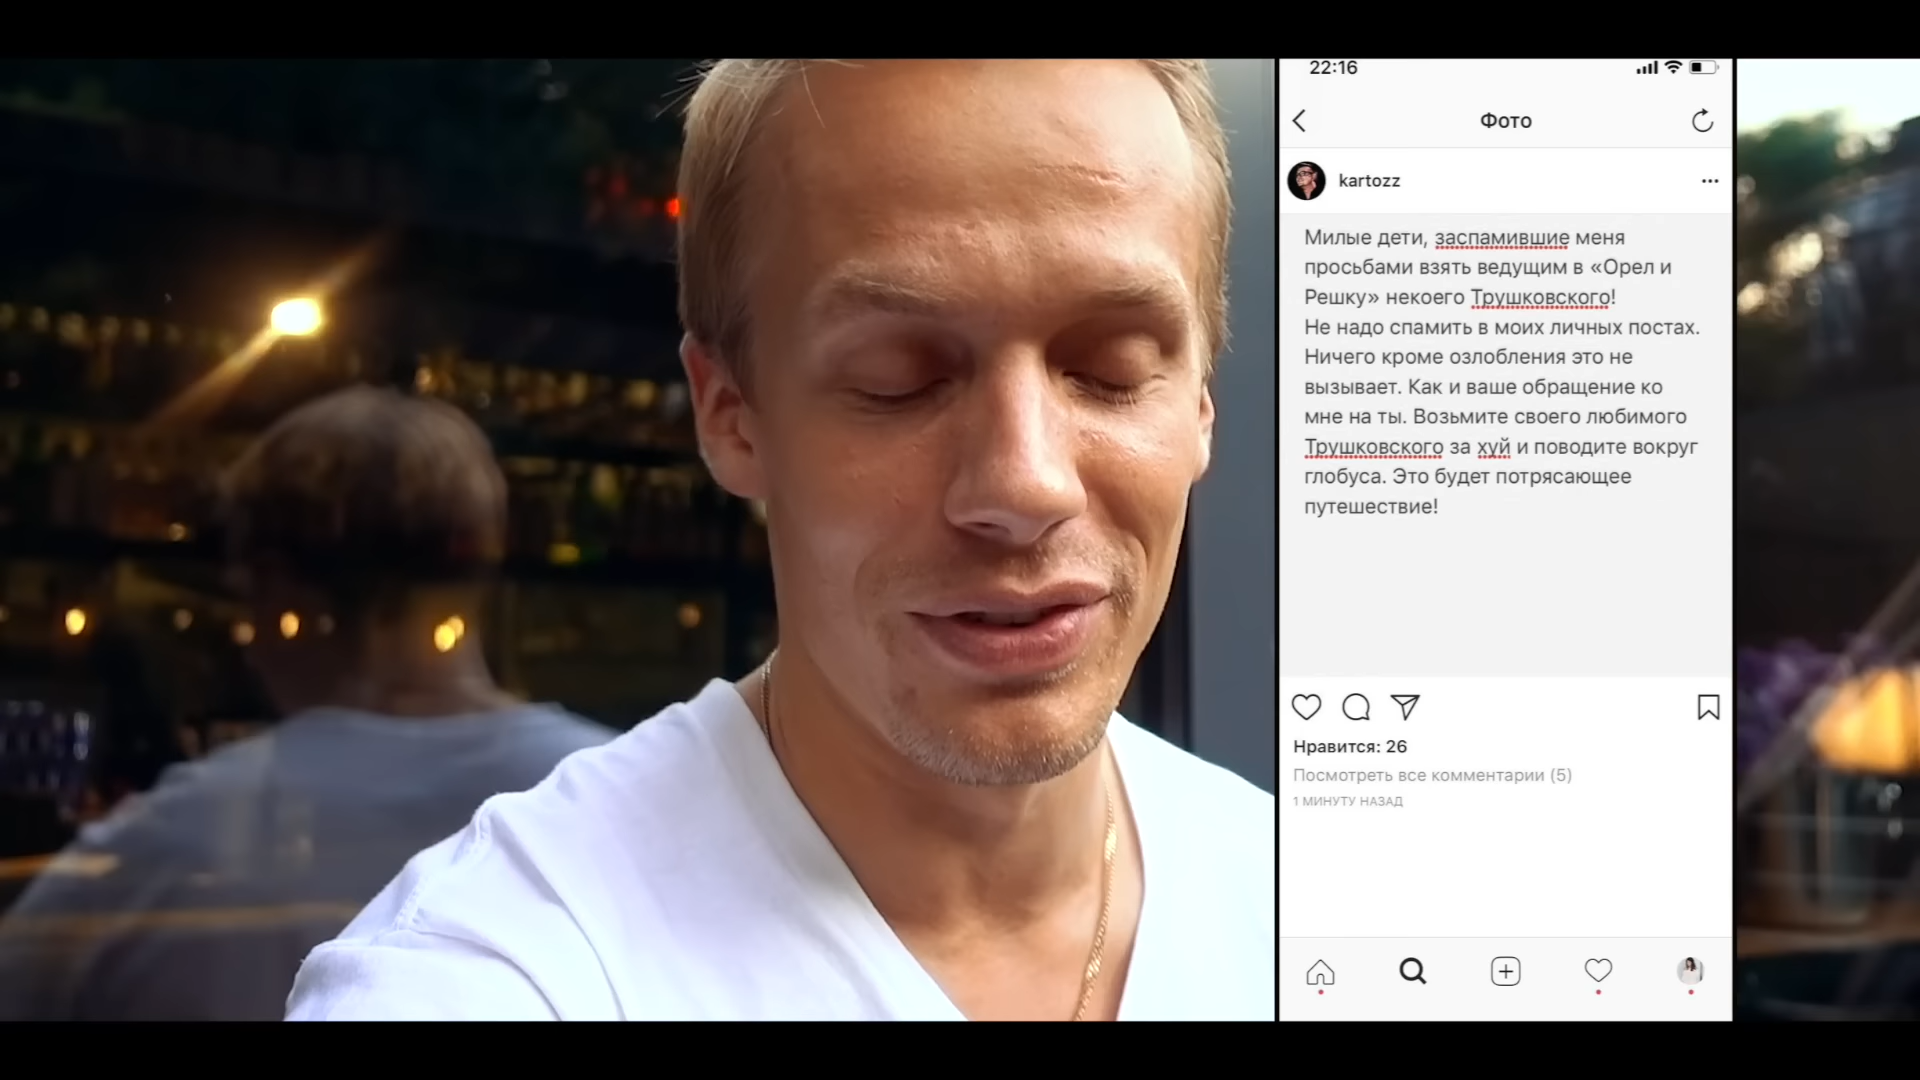 22:16
Фото
kartozz
Милые дети, заспамившие меня
просьбами взять ведущим в «Орел и
Решку» некоего Трушковского!
Не надо спамить в моих личных постах.
Ничего кроме озлобления это не
вызывает. Как и ваше обращение ко
мне на ты. Возьмите своего любимого
Трушковского за хуй и поводите вокруг
глобуса. Это будет потрясающее
путешествие!
Нравится: 26
Посмотреть все комментарии (5)
1 МИНУТУ НАЗАД